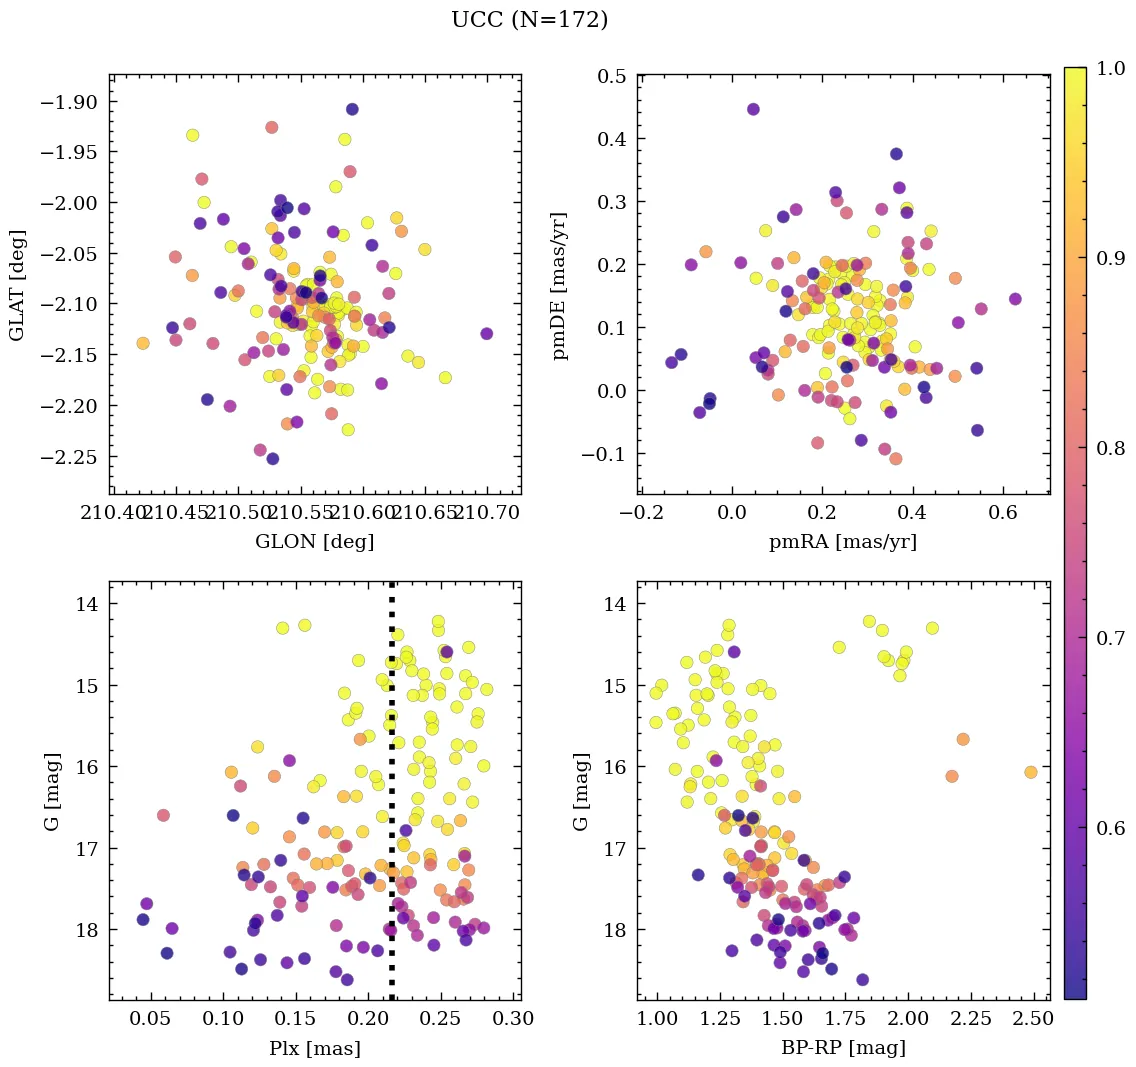 UCC (N=172)
−1.90
−1.95
−2.00
−2.05
−2.10
−2.15
−2.20
−2.25
GLAT [deg]
210.40 210.45 210.50 210.55 210.60 210.65 210.70
GLON [deg]
0.5
0.4
0.3
0.2
0.1
0.0
−0.1
pmDE [mas/yr]
−0.2 0.0 0.2 0.4 0.6
pmRA [mas/yr]
14
15
16
17
18
G [mag]
0.05 0.10 0.15 0.20 0.25 0.30
Plx [mas]
14
15
16
17
18
G [mag]
1.00 1.25 1.50 1.75 2.00 2.25 2.50
BP-RP [mag]
1.0
0.9
0.8
0.7
0.6